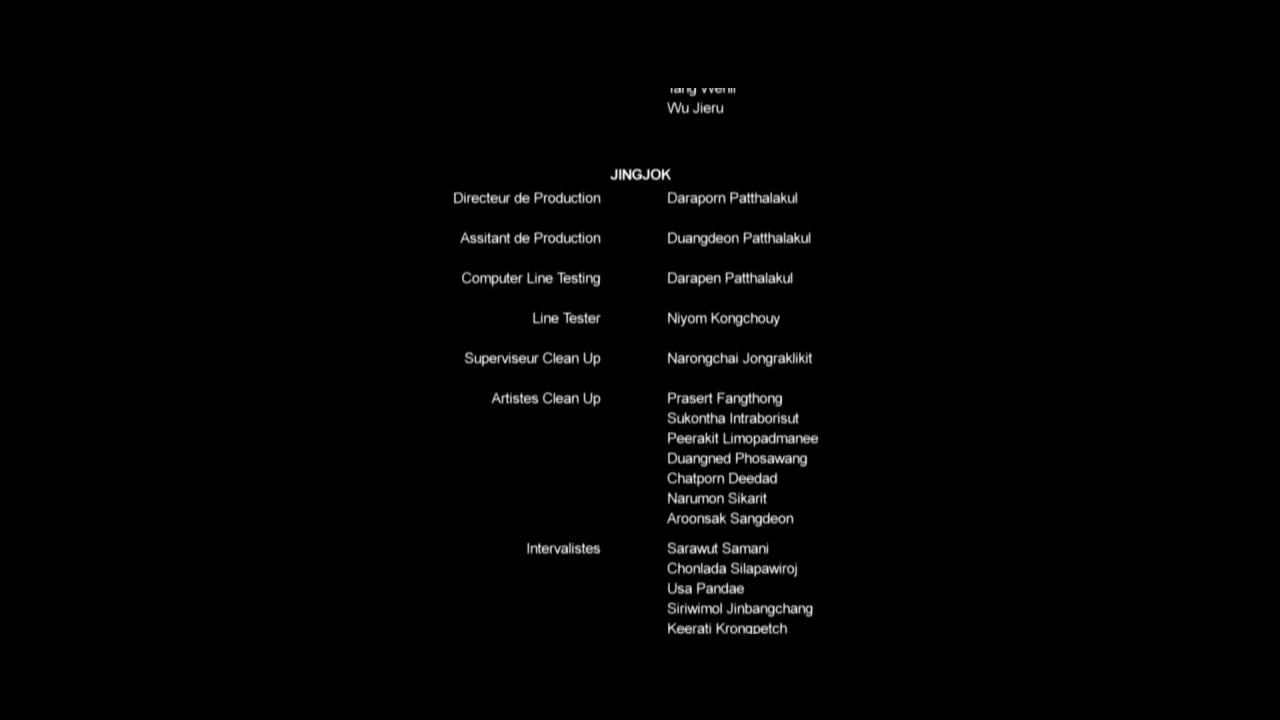 Wu Jieru
JINGJOK
Directeur de Production Daraporn Patthalakul
Assitant de Production Duangdeon Patthalakul
Computer Line Testing Darapen Patthalakul
Line Tester Niyom Kongchouy
Superviseur Clean Up Narongchai Jongraklikit
Artistes Clean Up Prasert Fangthong
Sukontha Intraborisut
Peerakit Limopadmanee
Duangned Phosawang
Chatporn Deedad
Narumon Sikarit
Aroonsak Sangdeon
Intervalistes Sarawut Samani
Chonlada Silapawiroj
Usa Pandae
Siriwimol Jinbangchang
Keerati Krongpetch